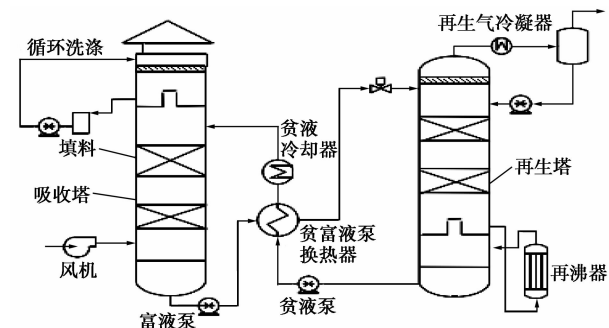 再生气冷凝器
循环洗涤
填料
贫液
冷却器
吸收塔
再生塔
贫富液泵
换热器
风机
再沸器
富液泵
贫液泵